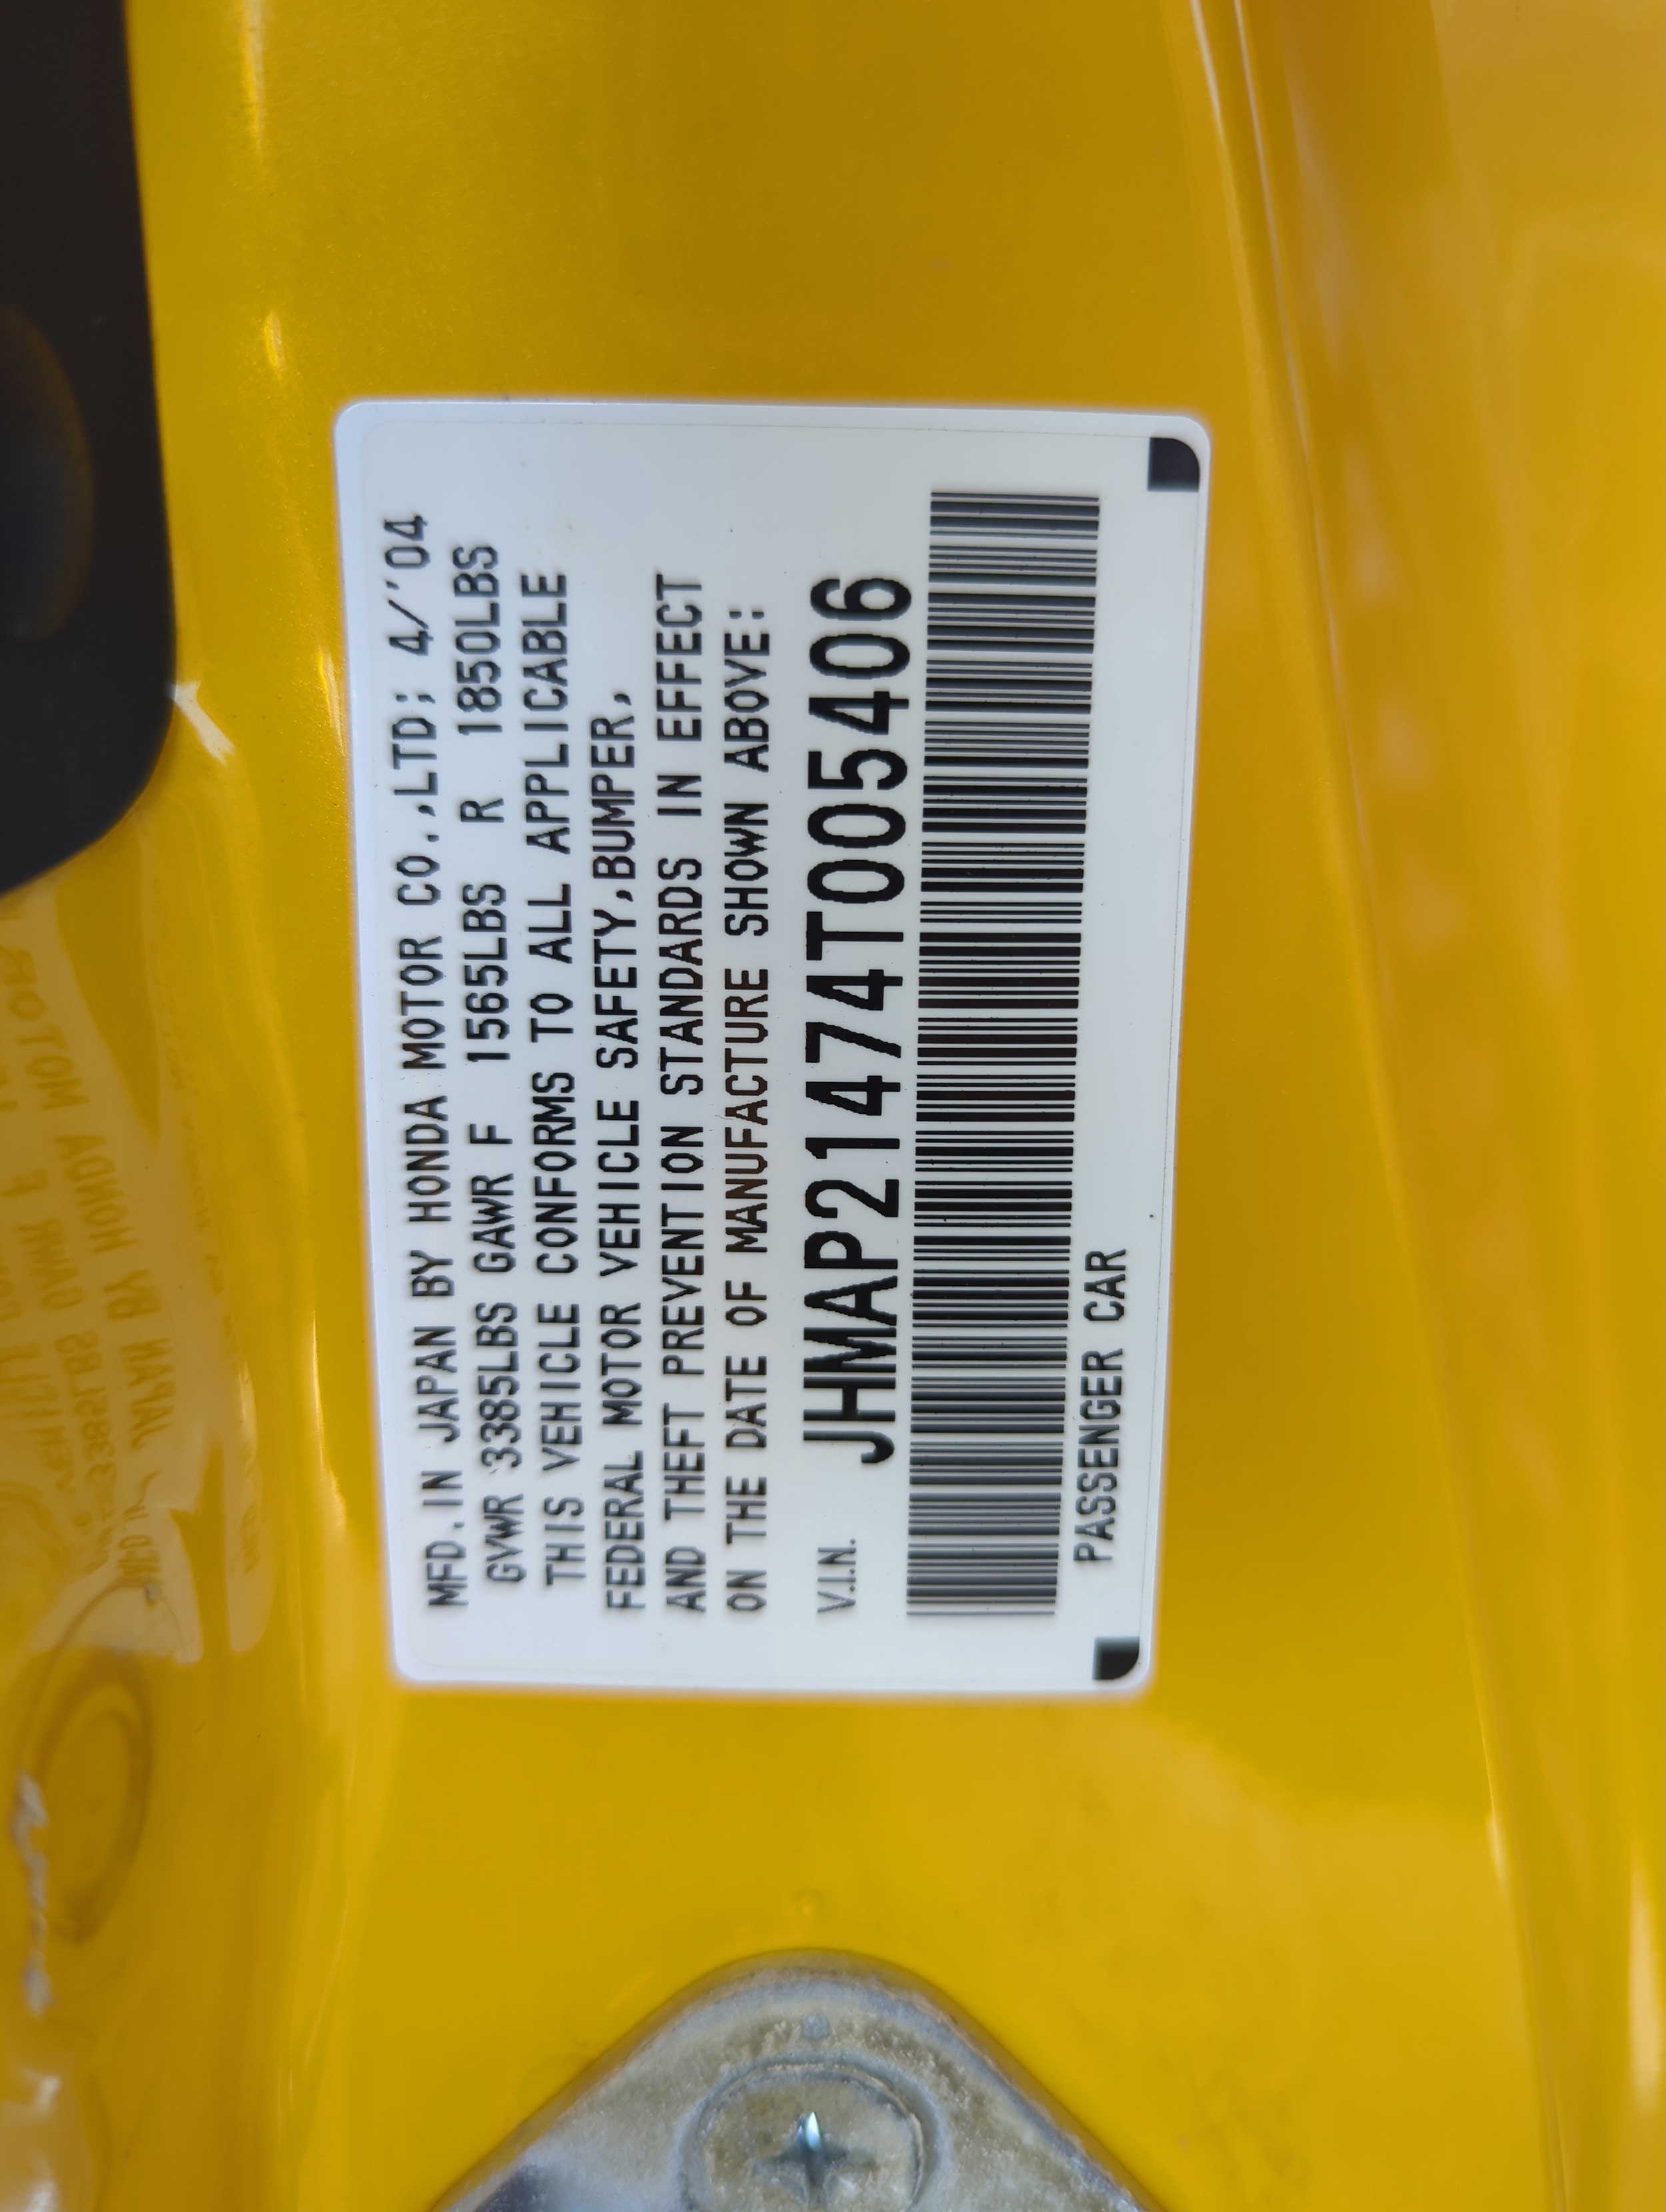 MFD.IN JAPAN BY HONDA MOTOR CO.,LTD; 4/'04
GVWR 3385LBS GAWR F 1565LBS R 1850LBS
THIS VEHICLE CONFORMS TO ALL APPLICABLE
FEDERAL MOTOR VEHICLE SAFETY,BUMPER,
AND THEFT PREVENTION STANDARDS IN EFFECT
ON THE DATE OF MANUFACTURE SHOWN ABOVE:
V.I.N. JHMAP21474T005406
PASSENGER CAR